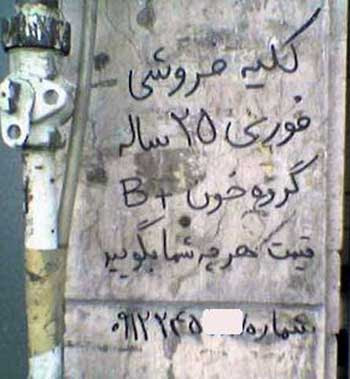 کلیه فروشی
فوری ۲۵ ساله
گروه خون B+
قیمت هرچه شما بگویید
شماره ۰۹۱۲۲۴۵